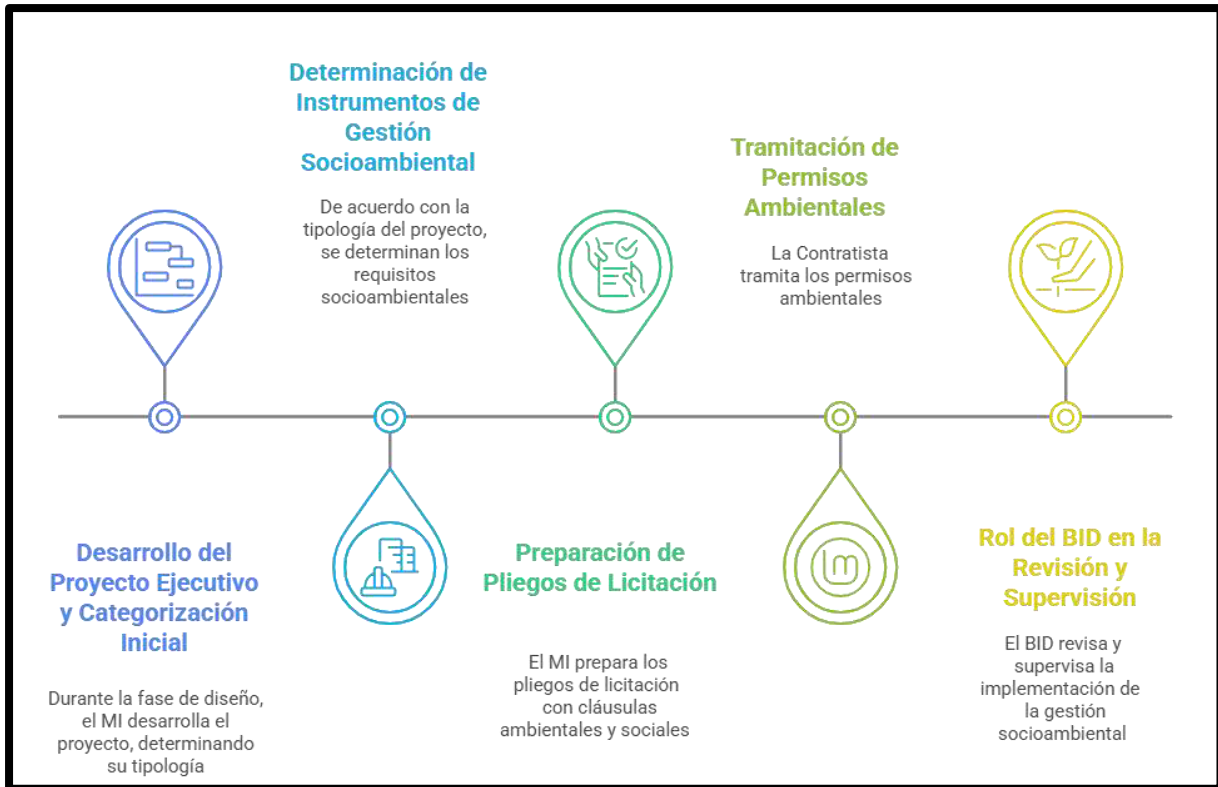 Desarrollo del
Proyecto Ejecutivo
y Categorización
Inicial
Durante la fase de diseño,
el MI desarrolla el
proyecto, determinando
su tipología
Determinación de
Instrumentos de
Gestión
Socioambiental
De acuerdo con la
tipología del proyecto,
se determinan los
requisitos
socioambientales
Preparación de
Pliegos de Licitación
El MI prepara los
pliegos de licitación
con cláusulas
ambientales y sociales
Tramitación de
Permisos
Ambientales
La Contratista
tramita los permisos
ambientales
Rol del BID en la
Revisión y
Supervisión
El BID revisa y
supervisa la
implementación de
la gestión
socioambiental